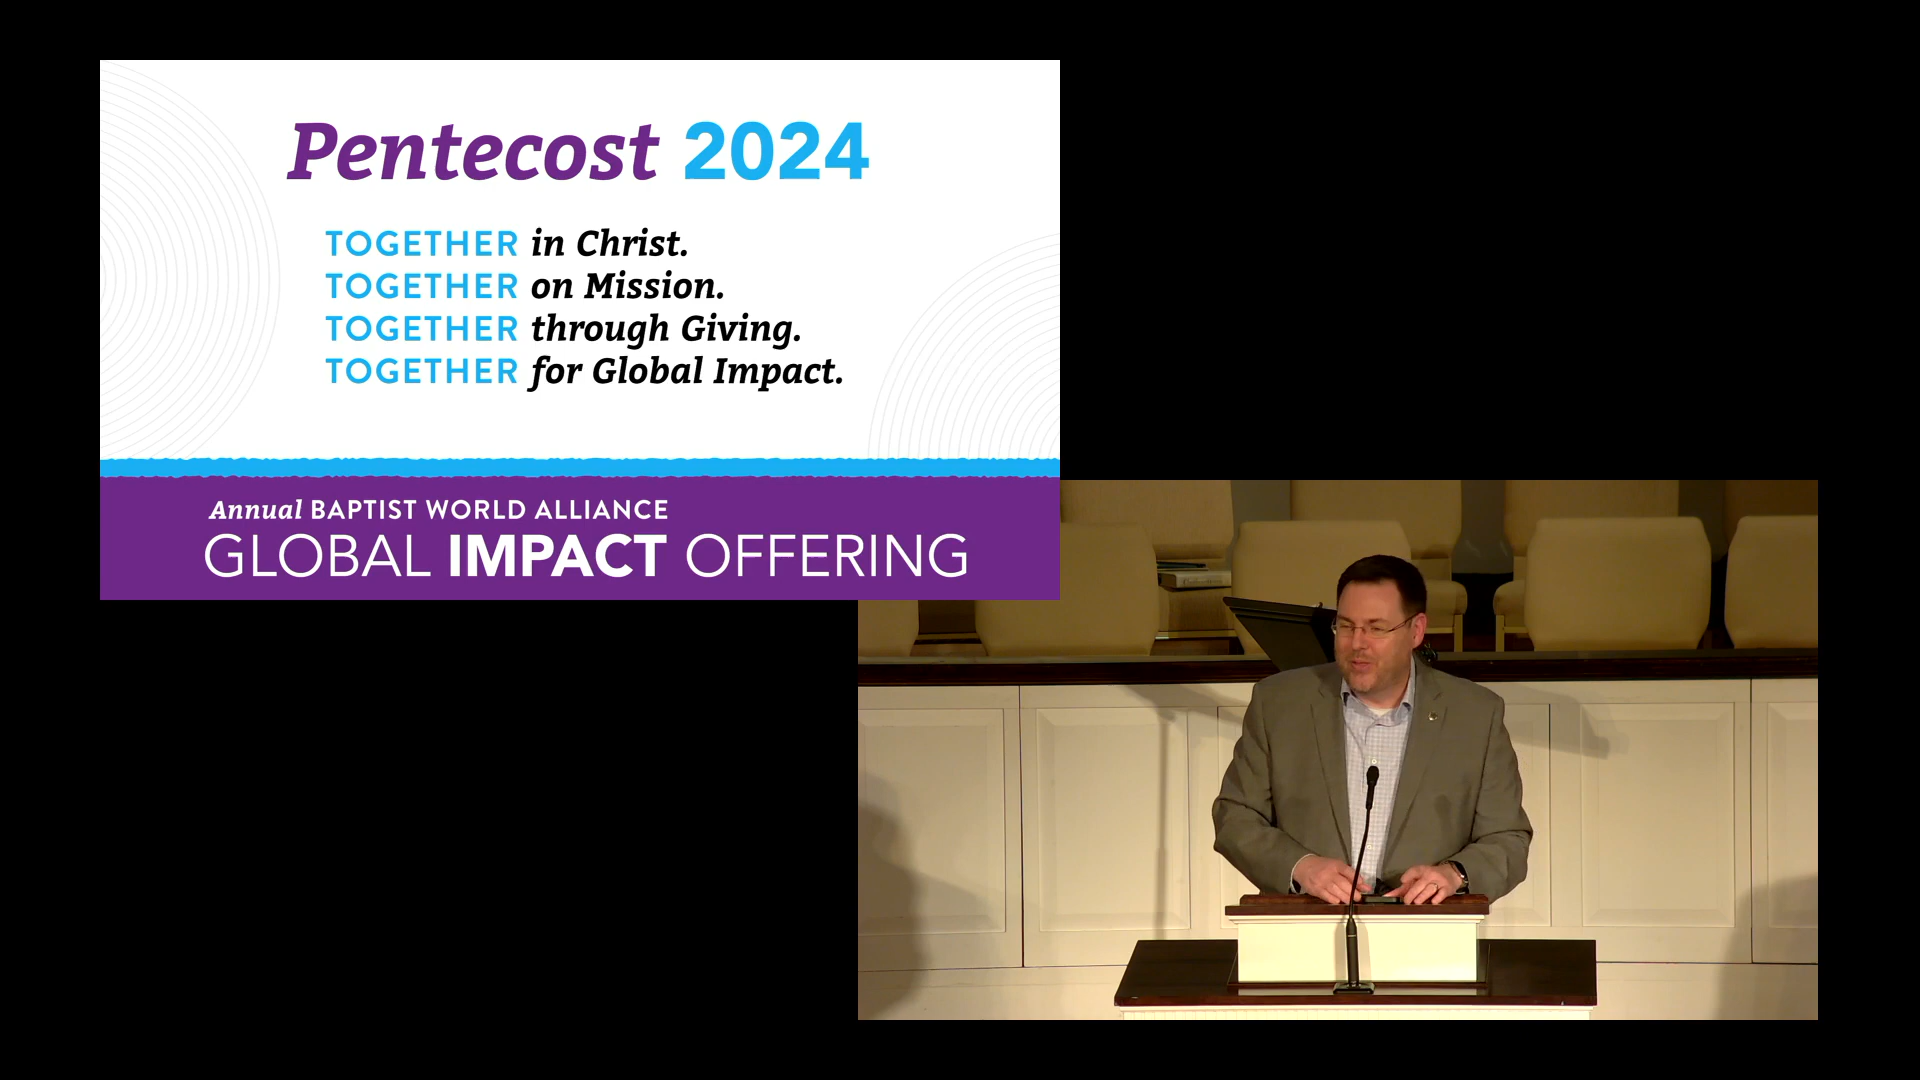 Pentecost 2024
TOGETHER in Christ.
TOGETHER on Mission.
TOGETHER through Giving.
TOGETHER for Global Impact.
Annual BAPTIST WORLD ALLIANCE
GLOBAL IMPACT OFFERING